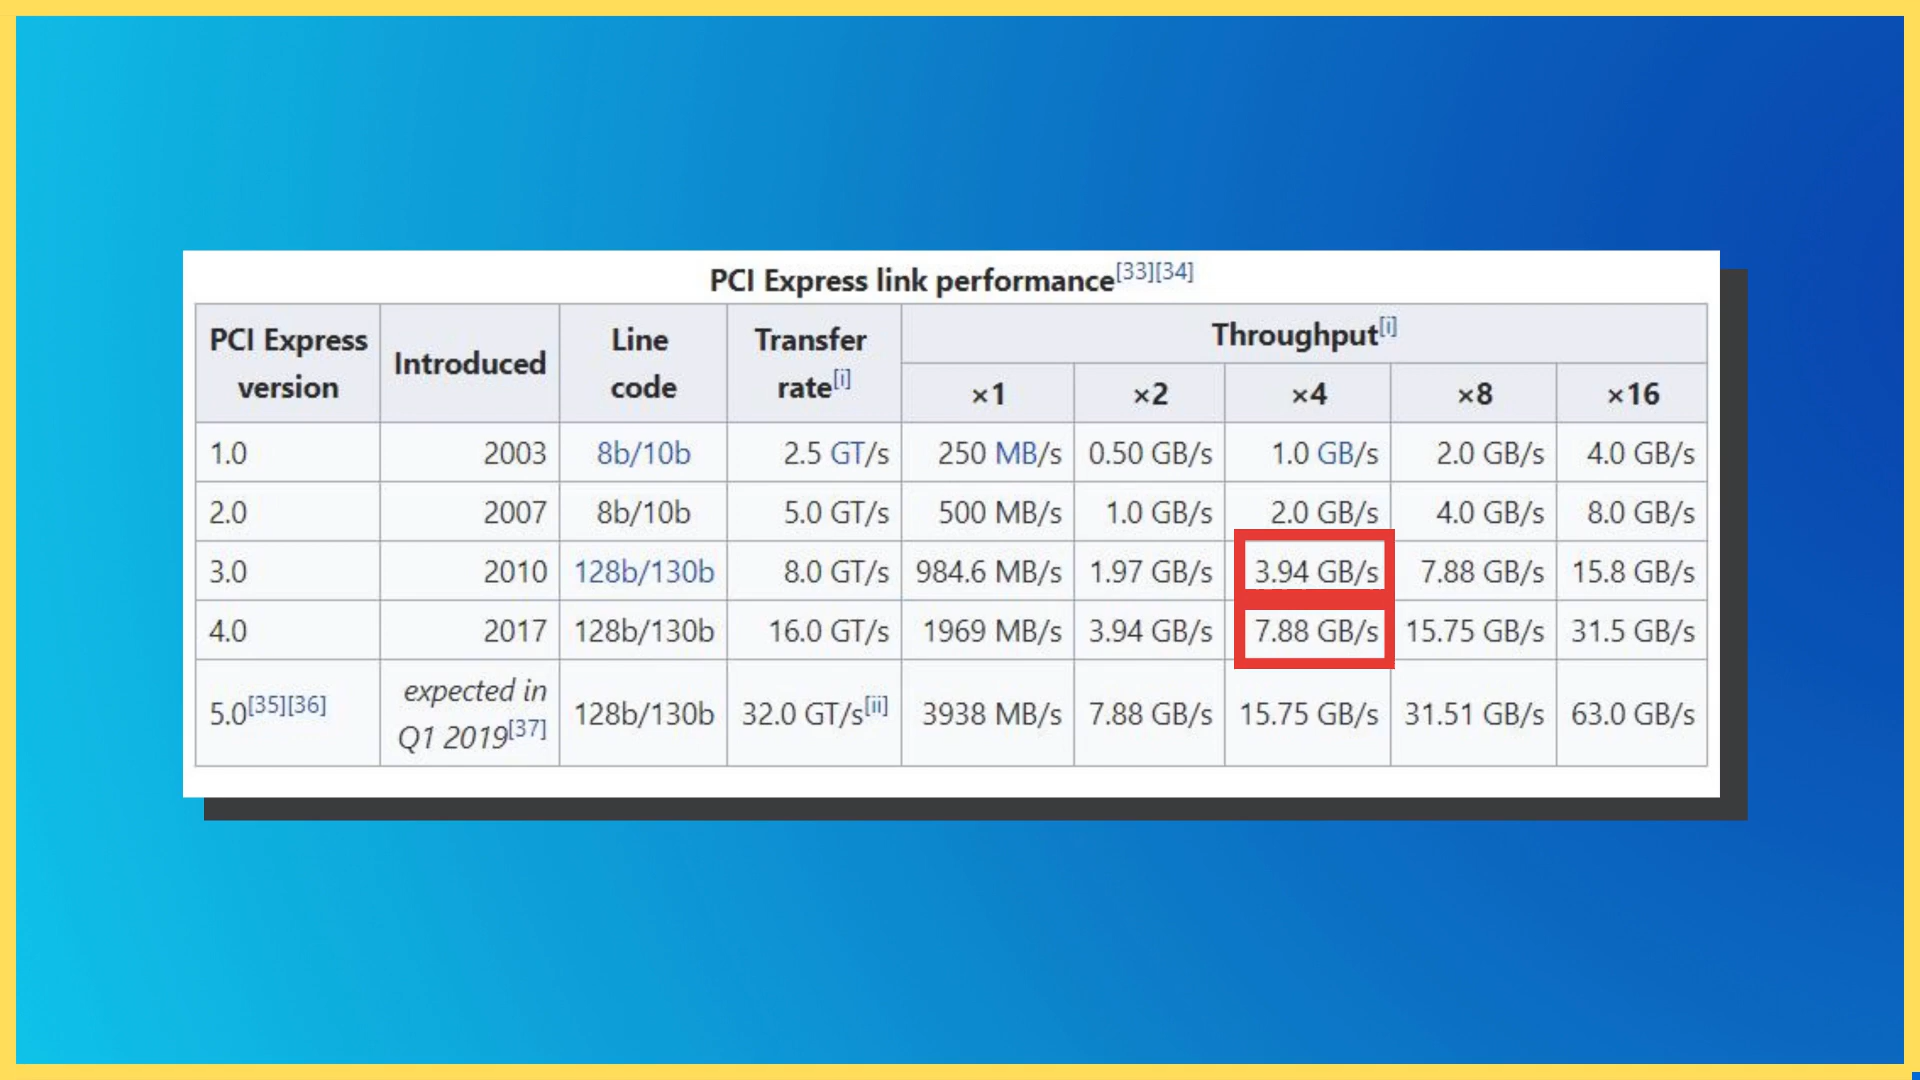 PCI Express link performance[33][34]
PCI Express version Introduced Line code Transfer rate[i] Throughput[i]
×1 ×2 ×4 ×8 ×16
1.0 2003 8b/10b 2.5 GT/s 250 MB/s 0.50 GB/s 1.0 GB/s 2.0 GB/s 4.0 GB/s
2.0 2007 8b/10b 5.0 GT/s 500 MB/s 1.0 GB/s 2.0 GB/s 4.0 GB/s 8.0 GB/s
3.0 2010 128b/130b 8.0 GT/s 984.6 MB/s 1.97 GB/s 3.94 GB/s 7.88 GB/s 15.8 GB/s
4.0 2017 128b/130b 16.0 GT/s 1969 MB/s 3.94 GB/s 7.88 GB/s 15.75 GB/s 31.5 GB/s
5.0[35][36] expected in Q1 2019[37] 128b/130b 32.0 GT/s[ii] 3938 MB/s 7.88 GB/s 15.75 GB/s 31.51 GB/s 63.0 GB/s